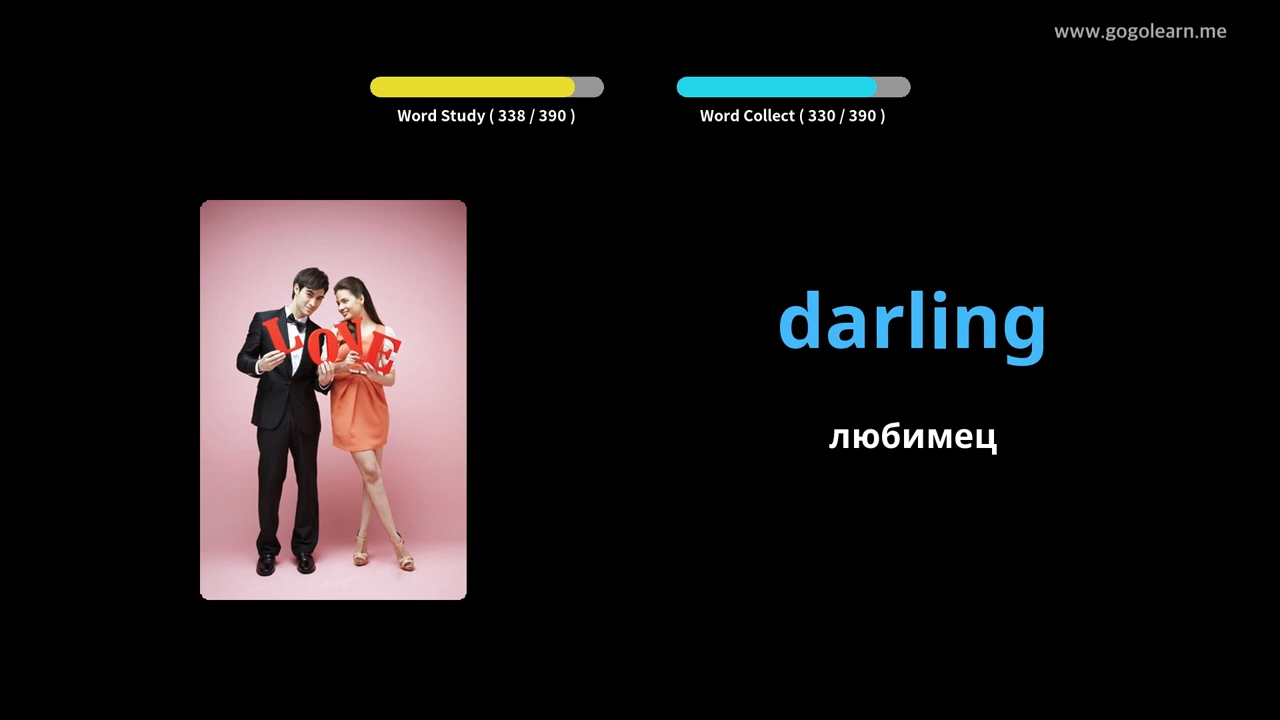 www.gogolearn.me
Word Study ( 338 / 390 )
Word Collect ( 330 / 390 )
LOVE
darling
любимец